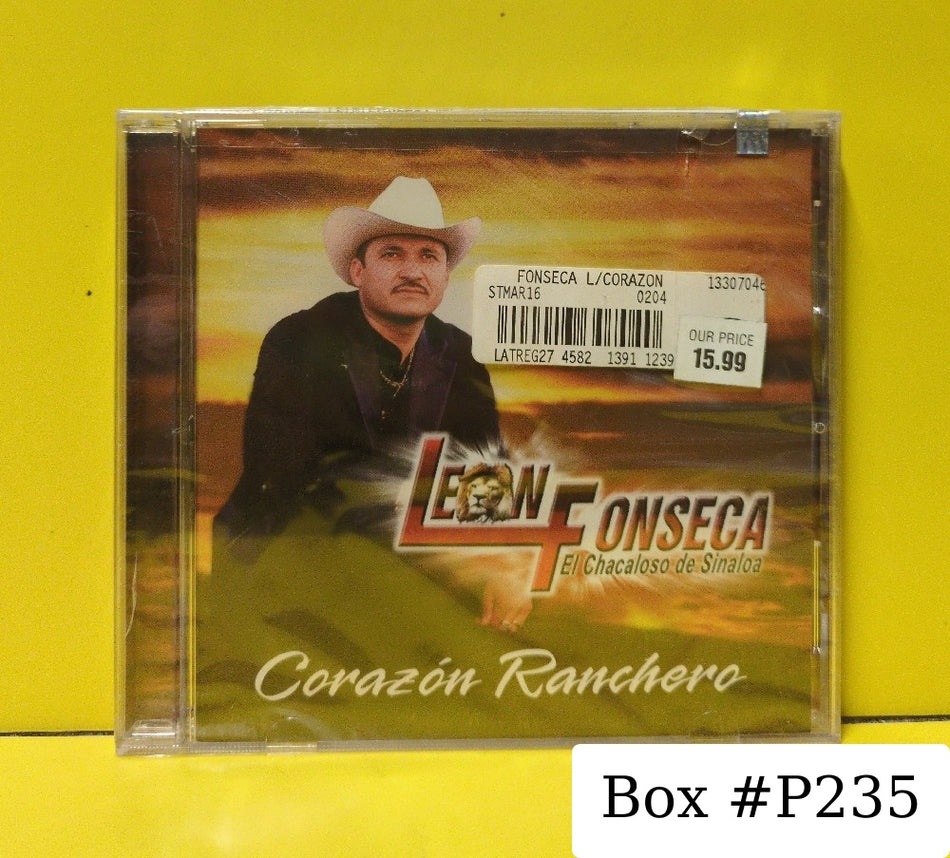 FONSECA L/CORAZON 13307046
STMAR16 0204
LATREG27 4582 1391 1239
OUR PRICE
15.99
LEON
FONSECA
El Chacaloso de Sinaloa
Corazón Ranchero
Box #P235